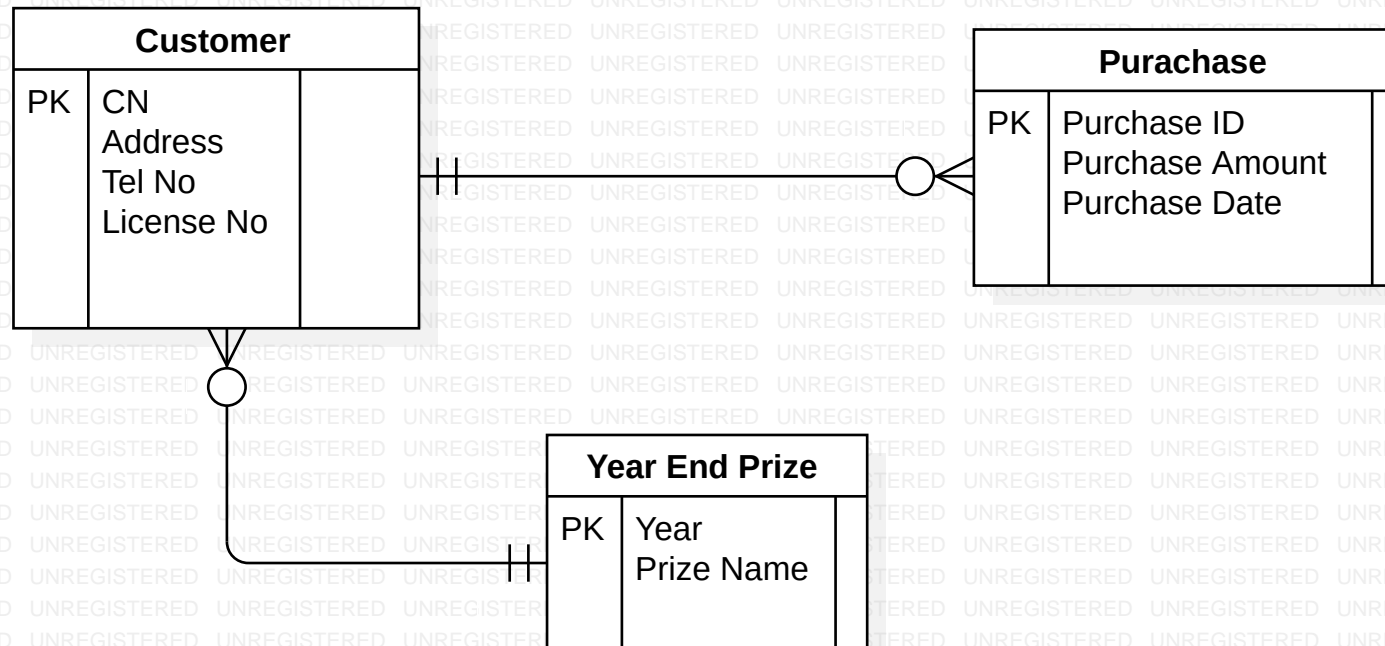 Customer
PK CN
Address
Tel No
License No
Purachase
PK Purchase ID
Purchase Amount
Purchase Date
Year End Prize
PK Year
Prize Name
UNREGISTERED